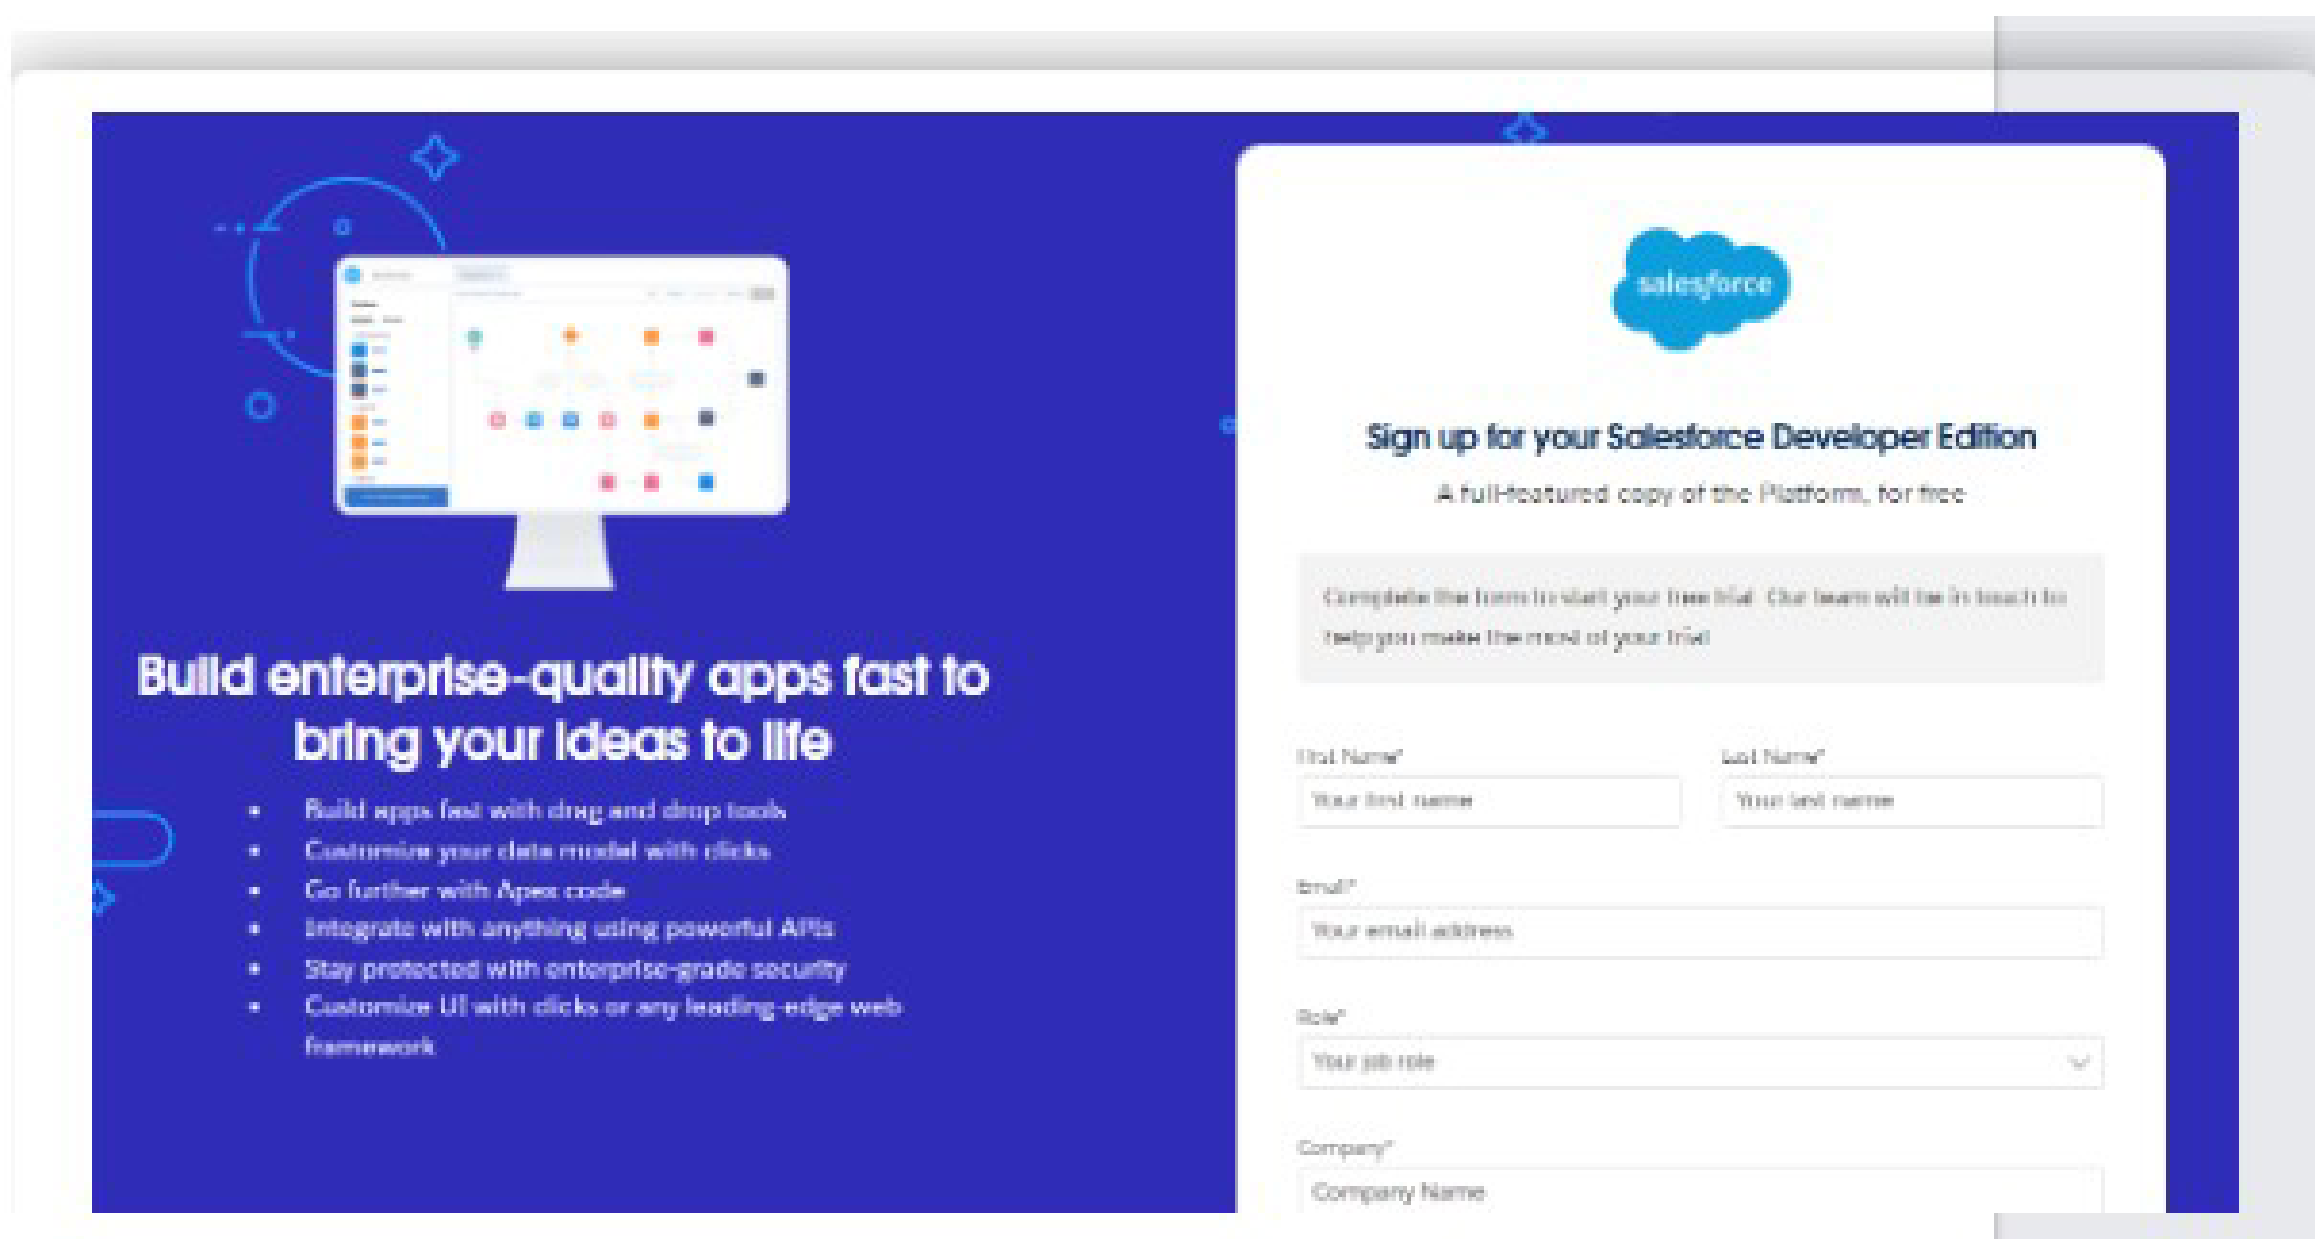 Build enterprise-quality apps fast to
bring your ideas to life
• Build apps fast with drag and drop tools
• Customize your data model with clicks
• Go further with Apex code
• Integrate with anything using powerful APIs
• Stay protected with enterprise-grade security
• Customize UI with clicks or any leading-edge web
framework
salesforce
Sign up for your Salesforce Developer Edition
A full-featured copy of the Platform, for free
Complete the form to start your free trial. Our team will be in touch to
help you make the most of your trial
First Name* Last Name*
Your first name Your last name
Email*
Your email address
Role*
Your job role
Company*
Company Name